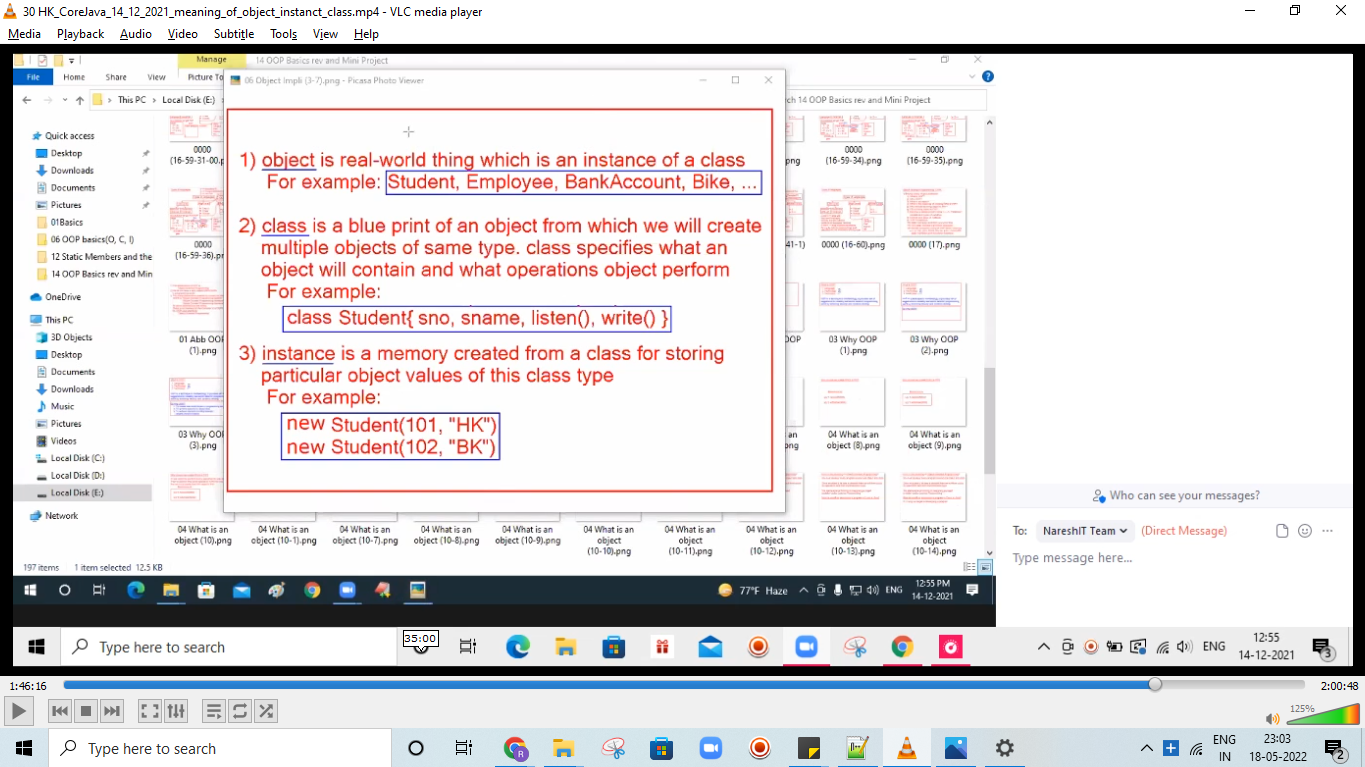 30 HK_CoreJava_14_12_2021_meaning_of_object_instanct_class.mp4 - VLC media player
Media Playback Audio Video Subtitle Tools View Help
Manage 14 OOP Basics rev and Mini Project
File Home Share View Picture To
06 Object Impli (3-7).png - Picasa Photo Viewer
This PC > Local Disk (E:) >
ch 14 OOP Basics rev and Mini Project
Quick access
Desktop
Downloads
Documents
Pictures
01Basics
06 OOP basics(O, C, I)
12 Static Members and the
14 OOP Basics rev and Min
OneDrive
This PC
3D Objects
Desktop
Documents
Downloads
Music
Pictures
Videos
Local Disk (C:)
Local Disk (D:)
Local Disk (E:)
Network
0000
(16-59-31-00.
0000
(16-59-36).pr
01 Abb OOP
(1).png
03 Why OOP
(3).png
1) object is real-world thing which is an instance of a class
For example: Student, Employee, BankAccount, Bike, ...
2) class is a blue print of an object from which we will create
multiple objects of same type. class specifies what an
object will contain and what operations object perform
For example:
class Student{ sno, sname, listen(), write() }
3) instance is a memory created from a class for storing
particular object values of this class type
For example:
new Student(101, "HK")
new Student(102, "BK")
png
0000
(16-59-34).png
0000
(16-59-35).png
41-1)
0000 (16-60).png
0000 (17).png
OOP
03 Why OOP
(1).png
03 Why OOP
(2).png
an
png
04 What is an
object (8).png
04 What is an
object (9).png
04 What is an
object (10).png
04 What is an
object (10-1).png
04 What is an
object (10-7).png
04 What is an
object (10-8).png
04 What is an
object (10-9).png
04 What is an
object
(10-10).png
04 What is an
object
(10-11).png
04 What is an
object
(10-12).png
04 What is an
object
(10-13).png
04 What is an
object
(10-14).png
197 items 1 item selected 12.5 KB
Who can see your messages?
To: NareshIT Team (Direct Message)
Type message here...
77°F Haze ENG 12:55 PM
14-12-2021
Type here to search
35:00
ENG 12:55
14-12-2021
3
1:46:16
2:00:48
125%
Type here to search
R
ENG
IN
23:03
18-05-2022
2